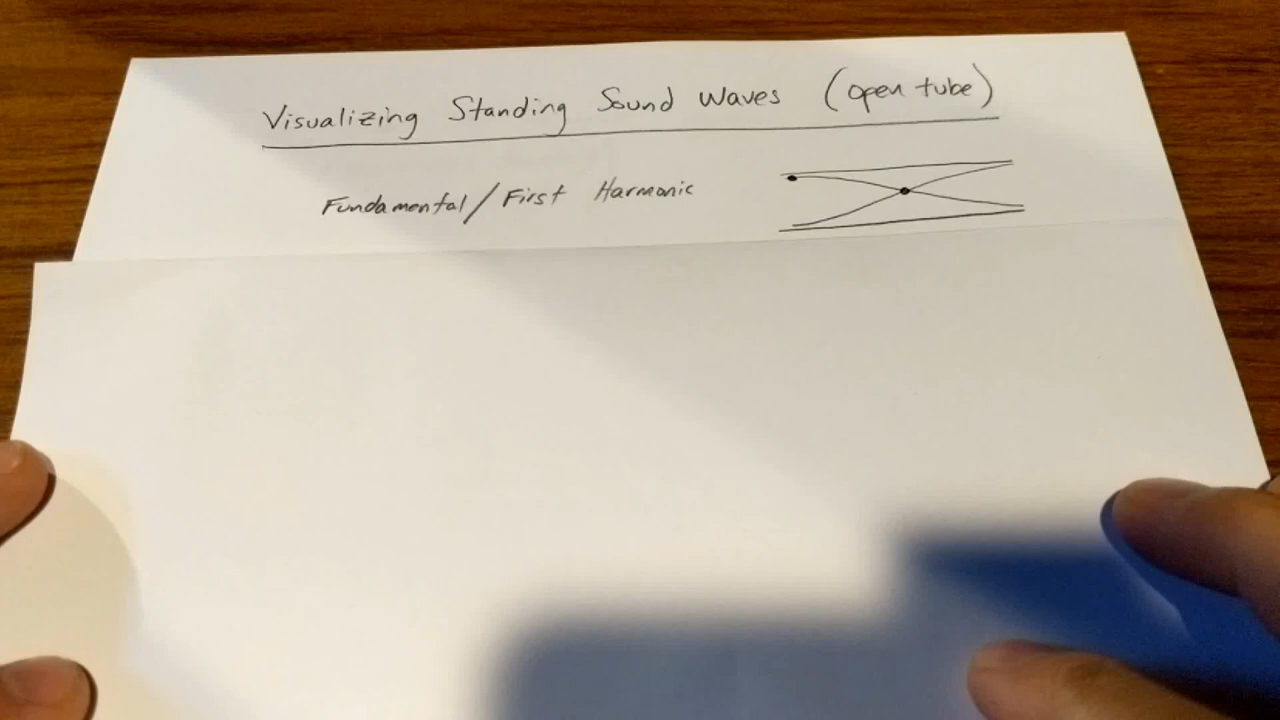 Visualizing Standing Sound Waves (open tube)
Fundamental/First Harmonic